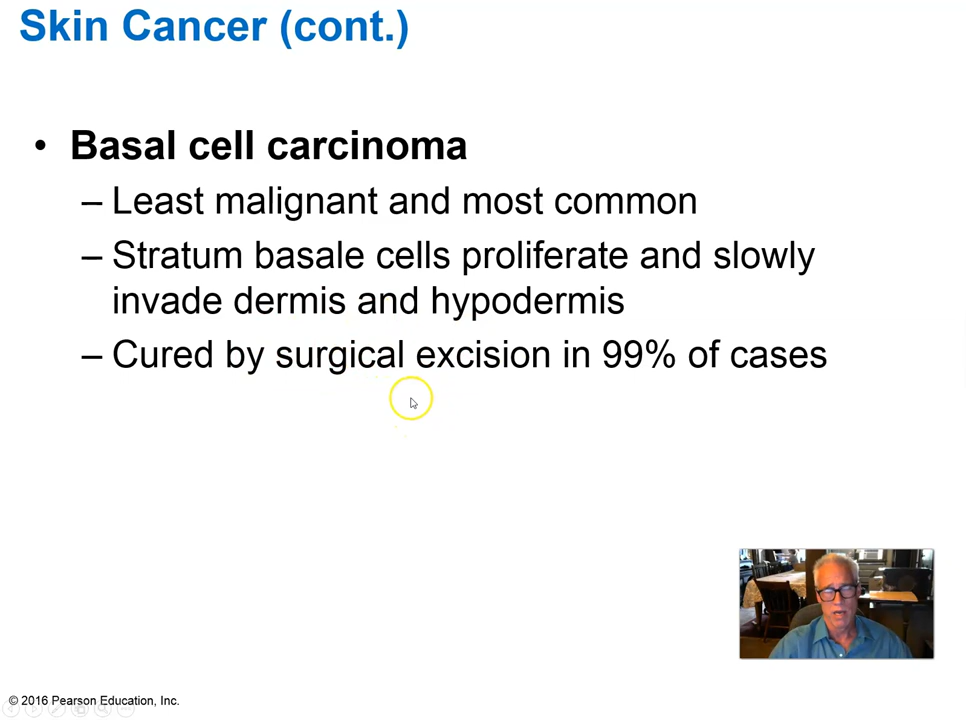 Skin Cancer (cont.)
• Basal cell carcinoma
– Least malignant and most common
– Stratum basale cells proliferate and slowly
invade dermis and hypodermis
– Cured by surgical excision in 99% of cases
© 2016 Pearson Education, Inc.